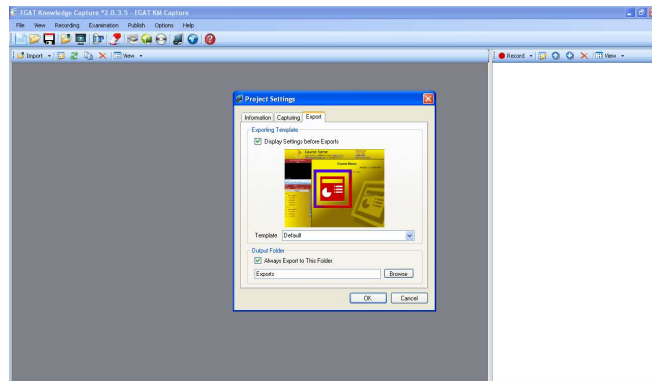 EGAT Knowledge Capture *2.0.3.5 - EGAT KM Capture
File View Recording Examination Publish Options Help
Import View
Record View
Project Settings
Information Capturing Export
Exporting Template
Display Settings before Exports
Course Name
Course Name
Template Default
Output Folder
Always Export to This Folder
Exports Browse
OK Cancel